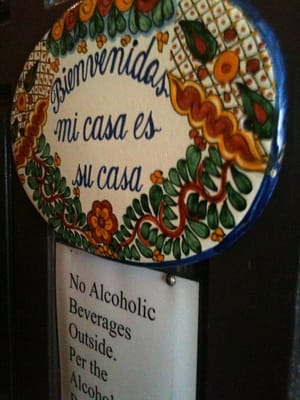 Bienvenidos
mi casa es
su casa
No Alcoholic
Beverages
Outside.
Per the